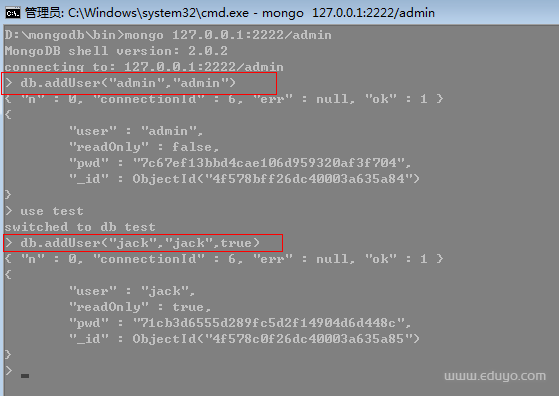 管理员: C:\Windows\system32\cmd.exe - mongo 127.0.0.1:2222/admin
D:\mongodb\bin>mongo 127.0.0.1:2222/admin
MongoDB shell version: 2.0.2
connecting to: 127.0.0.1:2222/admin
> db.addUser("admin","admin")
{ "n" : 0, "connectionId" : 6, "err" : null, "ok" : 1 }
{
"user" : "admin",
"readOnly" : false,
"pwd" : "7c67ef13bbd4cae106d959320af3f704",
"_id" : ObjectId("4f578bff26dc40003a635a84")
}
> use test
switched to db test
> db.addUser("jack","jack",true)
{ "n" : 0, "connectionId" : 6, "err" : null, "ok" : 1 }
{
"user" : "jack",
"readOnly" : true,
"pwd" : "71cb3d6555d289fc5d2f14904d6d448c",
"_id" : ObjectId("4f578c0f26dc40003a635a85")
}
>
www.eduyo.com